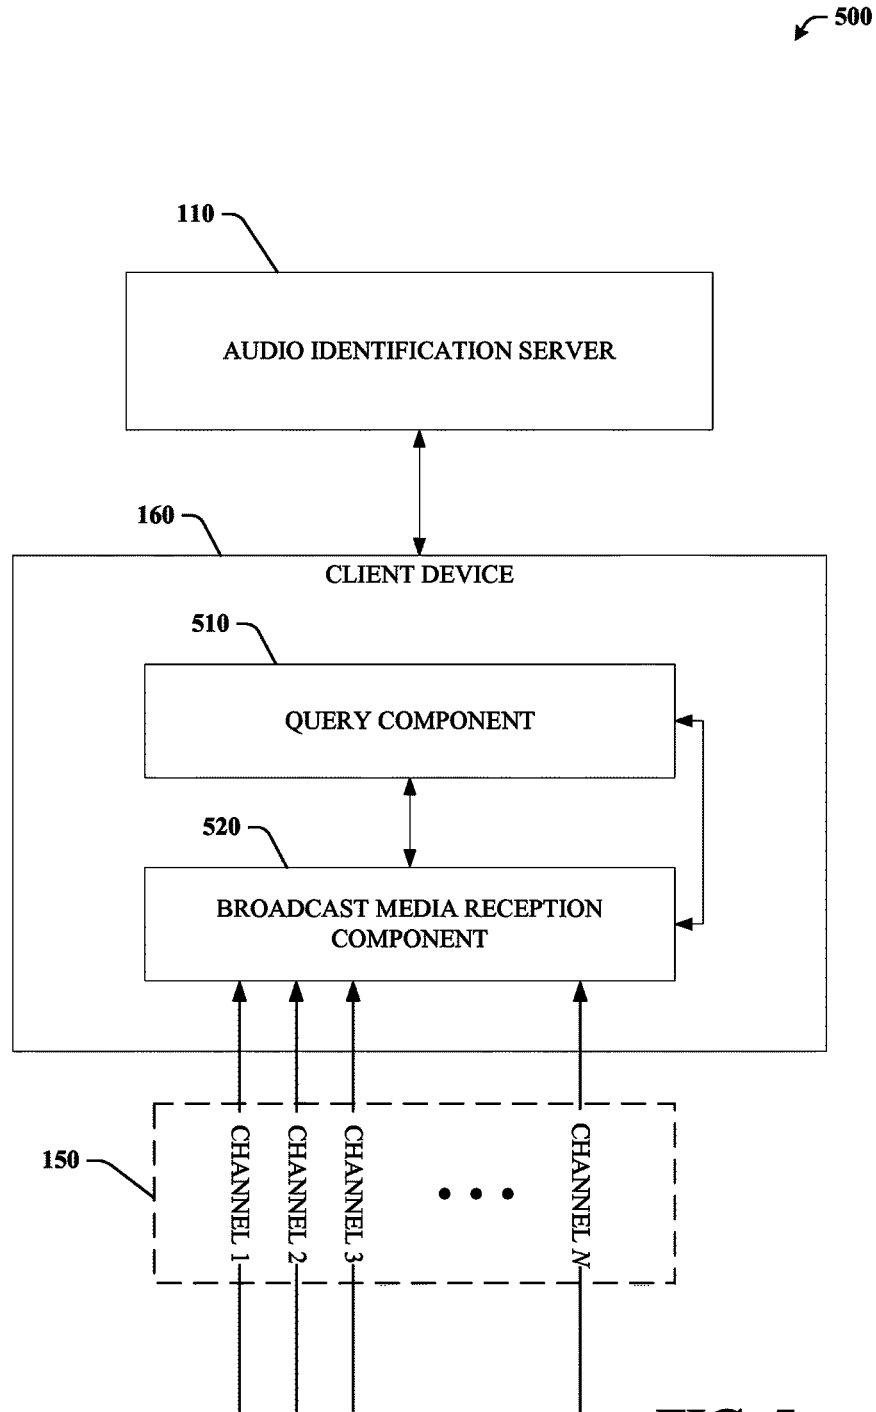 500
110
AUDIO IDENTIFICATION SERVER
160
CLIENT DEVICE
510
QUERY COMPONENT
520
BROADCAST MEDIA RECEPTION
COMPONENT
150
CHANNEL 1
CHANNEL 2
CHANNEL 3
CHANNEL N